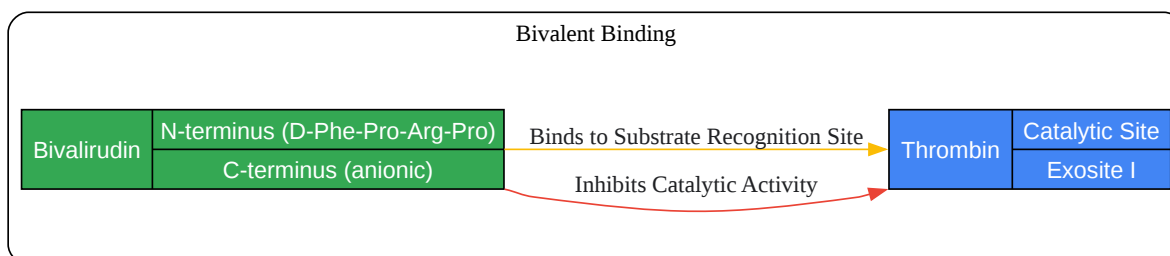 Bivalent Binding
Bivalirudin
N-terminus (D-Phe-Pro-Arg-Pro)
C-terminus (anionic)
Binds to Substrate Recognition Site
Inhibits Catalytic Activity
Thrombin
Catalytic Site
Exosite I